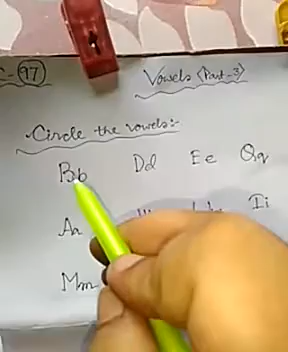 C-97
Vowels (Part-3)
Circle the vowels:-
Bb Dd Ee Qq
Aa Ii
Mm